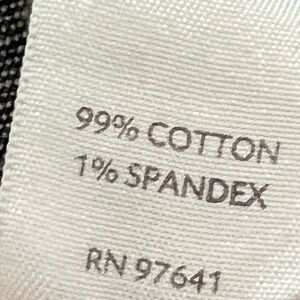 99% COTTON
1% SPANDEX
RN 97641